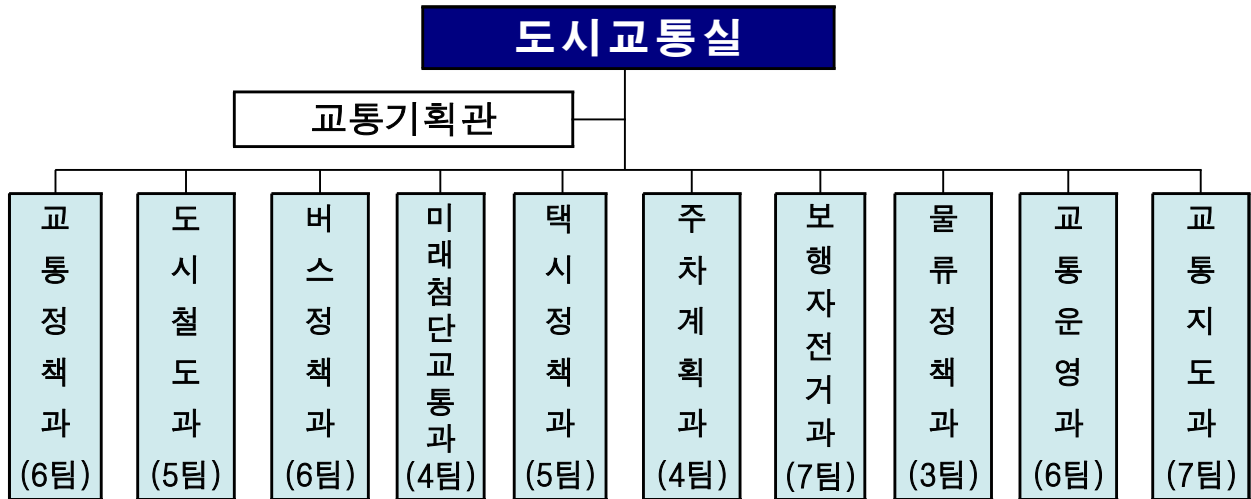 도시교통실
교통기획관
교통정책과
(6팀)
도시철도과
(5팀)
버스정책과
(6팀)
미래첨단교통과
(4팀)
택시정책과
(5팀)
주차계획과
(4팀)
보행자전거과
(7팀)
물류정책과
(3팀)
교통운영과
(6팀)
교통지도과
(7팀)